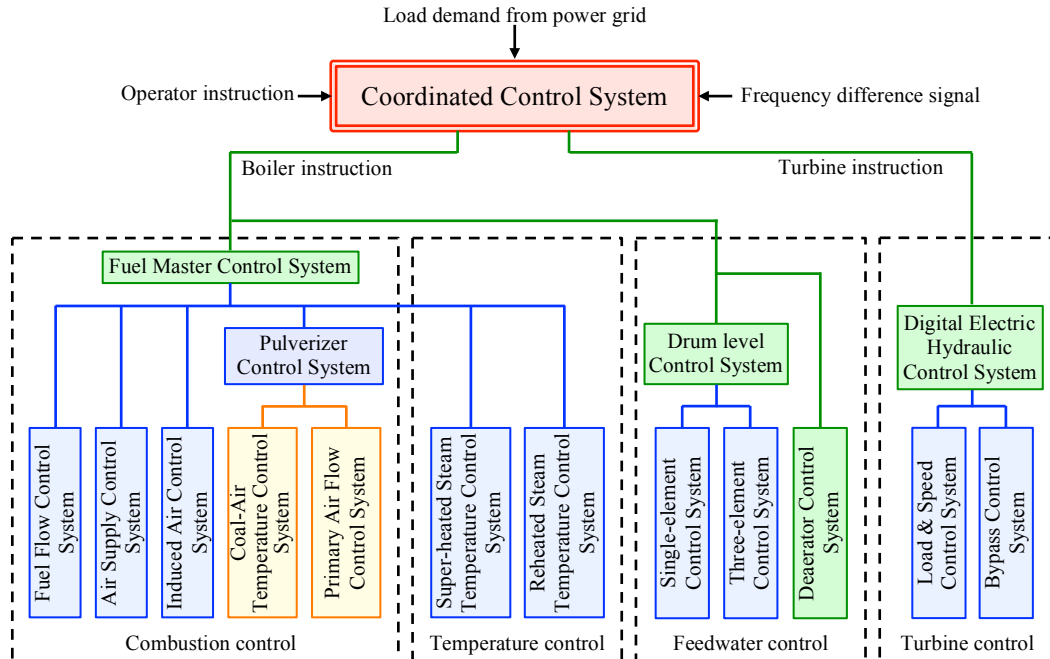 Load demand from power grid
Operator instruction
Coordinated Control System
Frequency difference signal
Boiler instruction
Turbine instruction
Fuel Master Control System
Pulverizer
Control System
Drum level
Control System
Digital Electric
Hydraulic
Control System
Fuel Flow Control
System
Air Supply Control
System
Induced Air Control
System
Coal-Air
Temperature Control
System
Primary Air Flow
Control System
Super-heated Steam
Temperature Control
System
Reheated Steam
Temperature Control
System
Single-element
Control System
Three-element
Control System
Deaerator Control
System
Load & Speed
Control System
Bypass Control
System
Combustion control
Temperature control
Feedwater control
Turbine control